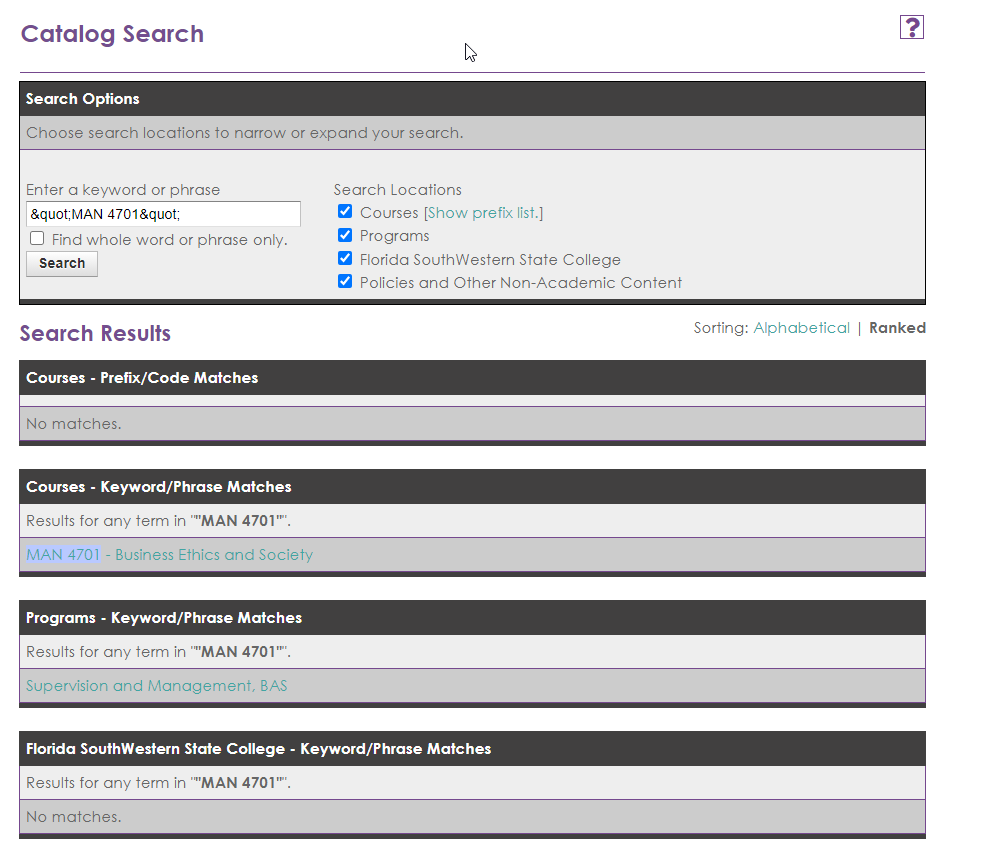 Catalog Search
?
Search Options
Choose search locations to narrow or expand your search.
Enter a keyword or phrase
&quot;MAN 4701&quot;
Find whole word or phrase only.
Search
Search Locations
Courses [Show prefix list.]
Programs
Florida SouthWestern State College
Policies and Other Non-Academic Content
Search Results
Sorting: Alphabetical | Ranked
Courses - Prefix/Code Matches
No matches.
Courses - Keyword/Phrase Matches
Results for any term in ""MAN 4701"".
MAN 4701 - Business Ethics and Society
Programs - Keyword/Phrase Matches
Results for any term in ""MAN 4701"".
Supervision and Management, BAS
Florida SouthWestern State College - Keyword/Phrase Matches
Results for any term in ""MAN 4701"".
No matches.